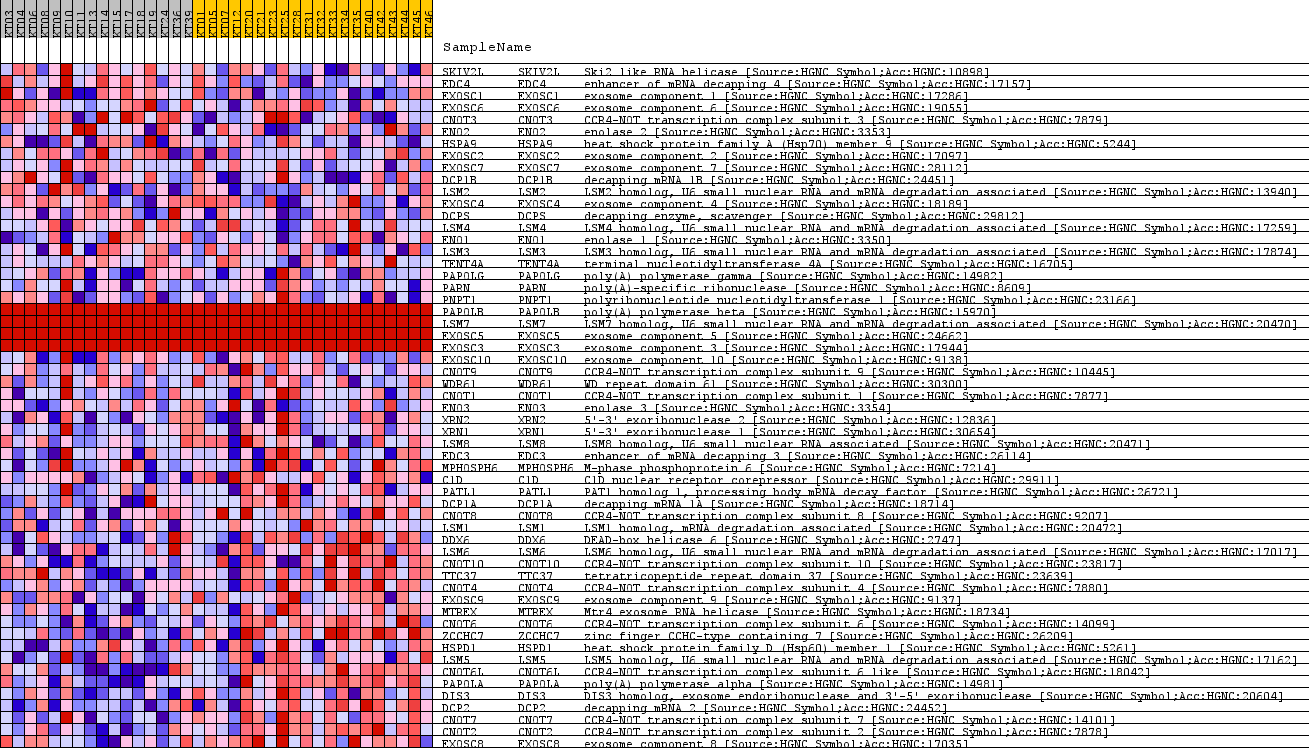 KT03 KT04 KT06 KT08 KT09 KT10 KT11 KT13 KT14 KT15 KT17 KT18 KT19 KT24 KT36 KT39 KT01 KT05 KT07 KT12 KT20 KT21 KT23 KT25 KT28 KT31 KT32 KT33 KT34 KT35 KT40 KT42 KT43 KT44 KT45 KT46
SampleName
SKIV2L SKIV2L Ski2 like RNA helicase [Source:HGNC Symbol;Acc:HGNC:10898]
EDC4 EDC4 enhancer of mRNA decapping 4 [Source:HGNC Symbol;Acc:HGNC:17157]
EXOSC1 EXOSC1 exosome component 1 [Source:HGNC Symbol;Acc:HGNC:17286]
EXOSC6 EXOSC6 exosome component 6 [Source:HGNC Symbol;Acc:HGNC:19055]
CNOT3 CNOT3 CCR4-NOT transcription complex subunit 3 [Source:HGNC Symbol;Acc:HGNC:7879]
ENO2 ENO2 enolase 2 [Source:HGNC Symbol;Acc:HGNC:3353]
HSPA9 HSPA9 heat shock protein family A (Hsp70) member 9 [Source:HGNC Symbol;Acc:HGNC:5244]
EXOSC2 EXOSC2 exosome component 2 [Source:HGNC Symbol;Acc:HGNC:17097]
EXOSC7 EXOSC7 exosome component 7 [Source:HGNC Symbol;Acc:HGNC:28112]
DCP1B DCP1B decapping mRNA 1B [Source:HGNC Symbol;Acc:HGNC:24451]
LSM2 LSM2 LSM2 homolog, U6 small nuclear RNA and mRNA degradation associated [Source:HGNC Symbol;Acc:HGNC:13940]
EXOSC4 EXOSC4 exosome component 4 [Source:HGNC Symbol;Acc:HGNC:18189]
DCPS DCPS decapping enzyme, scavenger [Source:HGNC Symbol;Acc:HGNC:29812]
LSM4 LSM4 LSM4 homolog, U6 small nuclear RNA and mRNA degradation associated [Source:HGNC Symbol;Acc:HGNC:17259]
ENO1 ENO1 enolase 1 [Source:HGNC Symbol;Acc:HGNC:3350]
LSM3 LSM3 LSM3 homolog, U6 small nuclear RNA and mRNA degradation associated [Source:HGNC Symbol;Acc:HGNC:17874]
TENT4A TENT4A terminal nucleotidyltransferase 4A [Source:HGNC Symbol;Acc:HGNC:16705]
PAPOLG PAPOLG poly(A) polymerase gamma [Source:HGNC Symbol;Acc:HGNC:14982]
PARN PARN poly(A)-specific ribonuclease [Source:HGNC Symbol;Acc:HGNC:8609]
PNPT1 PNPT1 polyribonucleotide nucleotidyltransferase 1 [Source:HGNC Symbol;Acc:HGNC:23166]
PAPOLB PAPOLB poly(A) polymerase beta [Source:HGNC Symbol;Acc:HGNC:15970]
LSM7 LSM7 LSM7 homolog, U6 small nuclear RNA and mRNA degradation associated [Source:HGNC Symbol;Acc:HGNC:20470]
EXOSC5 EXOSC5 exosome component 5 [Source:HGNC Symbol;Acc:HGNC:24662]
EXOSC3 EXOSC3 exosome component 3 [Source:HGNC Symbol;Acc:HGNC:17944]
EXOSC10 EXOSC10 exosome component 10 [Source:HGNC Symbol;Acc:HGNC:9138]
CNOT9 CNOT9 CCR4-NOT transcription complex subunit 9 [Source:HGNC Symbol;Acc:HGNC:10445]
WDR61 WDR61 WD repeat domain 61 [Source:HGNC Symbol;Acc:HGNC:30300]
CNOT1 CNOT1 CCR4-NOT transcription complex subunit 1 [Source:HGNC Symbol;Acc:HGNC:7877]
ENO3 ENO3 enolase 3 [Source:HGNC Symbol;Acc:HGNC:3354]
XRN2 XRN2 5'-3' exoribonuclease 2 [Source:HGNC Symbol;Acc:HGNC:12836]
XRN1 XRN1 5'-3' exoribonuclease 1 [Source:HGNC Symbol;Acc:HGNC:30654]
LSM8 LSM8 LSM8 homolog, U6 small nuclear RNA associated [Source:HGNC Symbol;Acc:HGNC:20471]
EDC3 EDC3 enhancer of mRNA decapping 3 [Source:HGNC Symbol;Acc:HGNC:26114]
MPHOSPH6 MPHOSPH6 M-phase phosphoprotein 6 [Source:HGNC Symbol;Acc:HGNC:7214]
C1D C1D C1D nuclear receptor corepressor [Source:HGNC Symbol;Acc:HGNC:29911]
PATL1 PATL1 PAT1 homolog 1, processing body mRNA decay factor [Source:HGNC Symbol;Acc:HGNC:26721]
DCP1A DCP1A decapping mRNA 1A [Source:HGNC Symbol;Acc:HGNC:18714]
CNOT8 CNOT8 CCR4-NOT transcription complex subunit 8 [Source:HGNC Symbol;Acc:HGNC:9207]
LSM1 LSM1 LSM1 homolog, mRNA degradation associated [Source:HGNC Symbol;Acc:HGNC:20472]
DDX6 DDX6 DEAD-box helicase 6 [Source:HGNC Symbol;Acc:HGNC:2747]
LSM6 LSM6 LSM6 homolog, U6 small nuclear RNA and mRNA degradation associated [Source:HGNC Symbol;Acc:HGNC:17017]
CNOT10 CNOT10 CCR4-NOT transcription complex subunit 10 [Source:HGNC Symbol;Acc:HGNC:23817]
TTC37 TTC37 tetratricopeptide repeat domain 37 [Source:HGNC Symbol;Acc:HGNC:23639]
CNOT4 CNOT4 CCR4-NOT transcription complex subunit 4 [Source:HGNC Symbol;Acc:HGNC:7880]
EXOSC9 EXOSC9 exosome component 9 [Source:HGNC Symbol;Acc:HGNC:9137]
MTREX MTREX Mtr4 exosome RNA helicase [Source:HGNC Symbol;Acc:HGNC:18734]
CNOT6 CNOT6 CCR4-NOT transcription complex subunit 6 [Source:HGNC Symbol;Acc:HGNC:14099]
ZCCHC7 ZCCHC7 zinc finger CCHC-type containing 7 [Source:HGNC Symbol;Acc:HGNC:26209]
HSPD1 HSPD1 heat shock protein family D (Hsp60) member 1 [Source:HGNC Symbol;Acc:HGNC:5261]
LSM5 LSM5 LSM5 homolog, U6 small nuclear RNA and mRNA degradation associated [Source:HGNC Symbol;Acc:HGNC:17162]
CNOT6L CNOT6L CCR4-NOT transcription complex subunit 6 like [Source:HGNC Symbol;Acc:HGNC:18042]
PAPOLA PAPOLA poly(A) polymerase alpha [Source:HGNC Symbol;Acc:HGNC:14981]
DIS3 DIS3 DIS3 homolog, exosome endoribonuclease and 3'-5' exoribonuclease [Source:HGNC Symbol;Acc:HGNC:20604]
DCP2 DCP2 decapping mRNA 2 [Source:HGNC Symbol;Acc:HGNC:24452]
CNOT7 CNOT7 CCR4-NOT transcription complex subunit 7 [Source:HGNC Symbol;Acc:HGNC:14101]
CNOT2 CNOT2 CCR4-NOT transcription complex subunit 2 [Source:HGNC Symbol;Acc:HGNC:7878]
EXOSC8 EXOSC8 exosome component 8 [Source:HGNC Symbol;Acc:HGNC:17035]